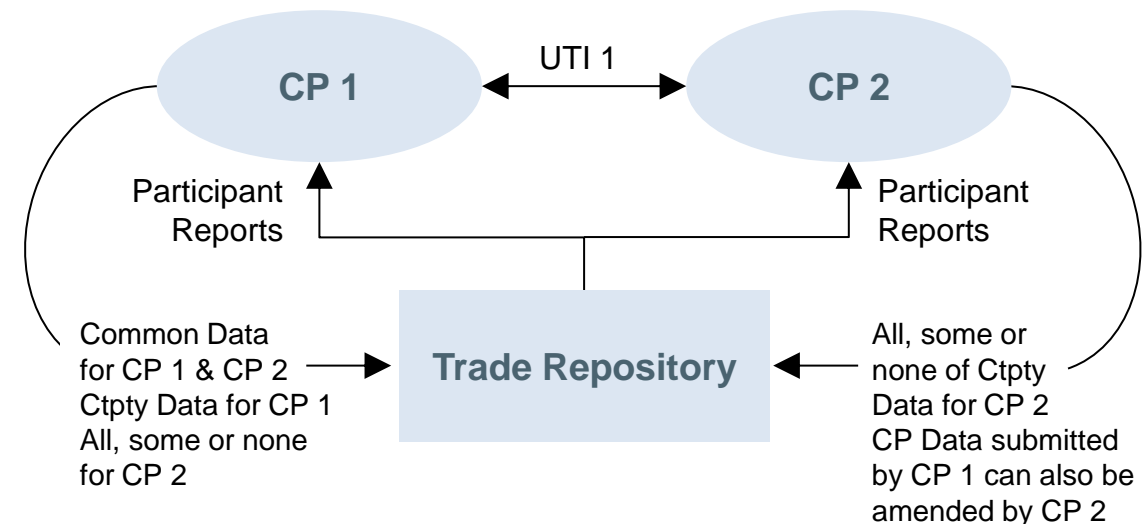 UTI 1
CP 1
CP 2
Participant
Reports
Participant
Reports
Common Data
for CP 1 & CP 2
Ctpty Data for CP 1
All, some or none
for CP 2
Trade Repository
All, some or
none of Ctpty
Data for CP 2
CP Data submitted
by CP 1 can also be
amended by CP 2